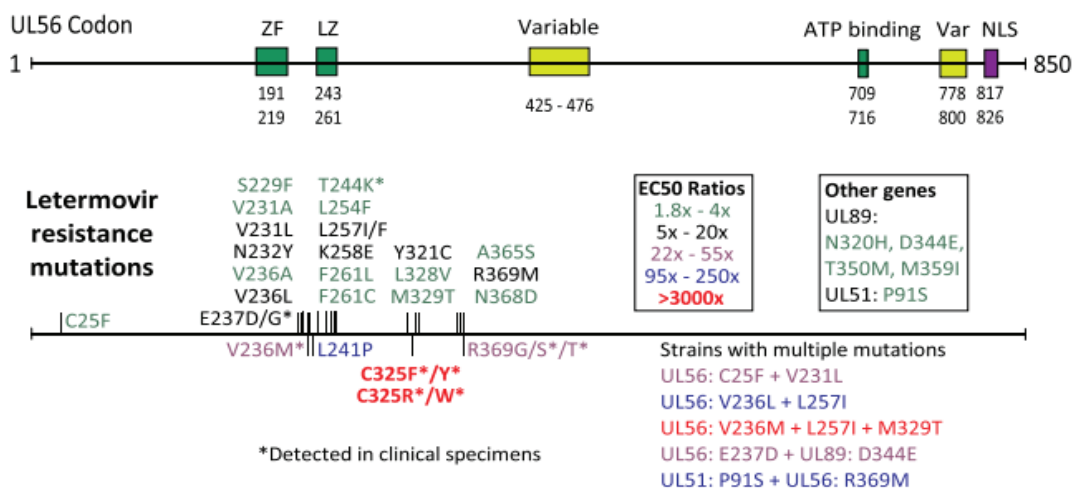 UL56 Codon
ZF LZ Variable ATP binding Var NLS
1 850
191 243 425 - 476 709 778 817
219 261 716 800 826
Letermovir
resistance
mutations
S229F T244K*
V231A L254F
V231L L257I/F
N232Y K258E Y321C A365S
V236A F261L L328V R369M
V236L F261C M329T N368D
C25F E237D/G*
V236M* L241P R369G/S*/T*
C325F*/Y*
C325R*/W*
*Detected in clinical specimens
EC50 Ratios
1.8x - 4x
5x - 20x
22x - 55x
95x - 250x
>3000x
Other genes
UL89:
N320H, D344E,
T350M, M359I
UL51: P91S
Strains with multiple mutations
UL56: C25F + V231L
UL56: V236L + L257I
UL56: V236M + L257I + M329T
UL56: E237D + UL89: D344E
UL51: P91S + UL56: R369M